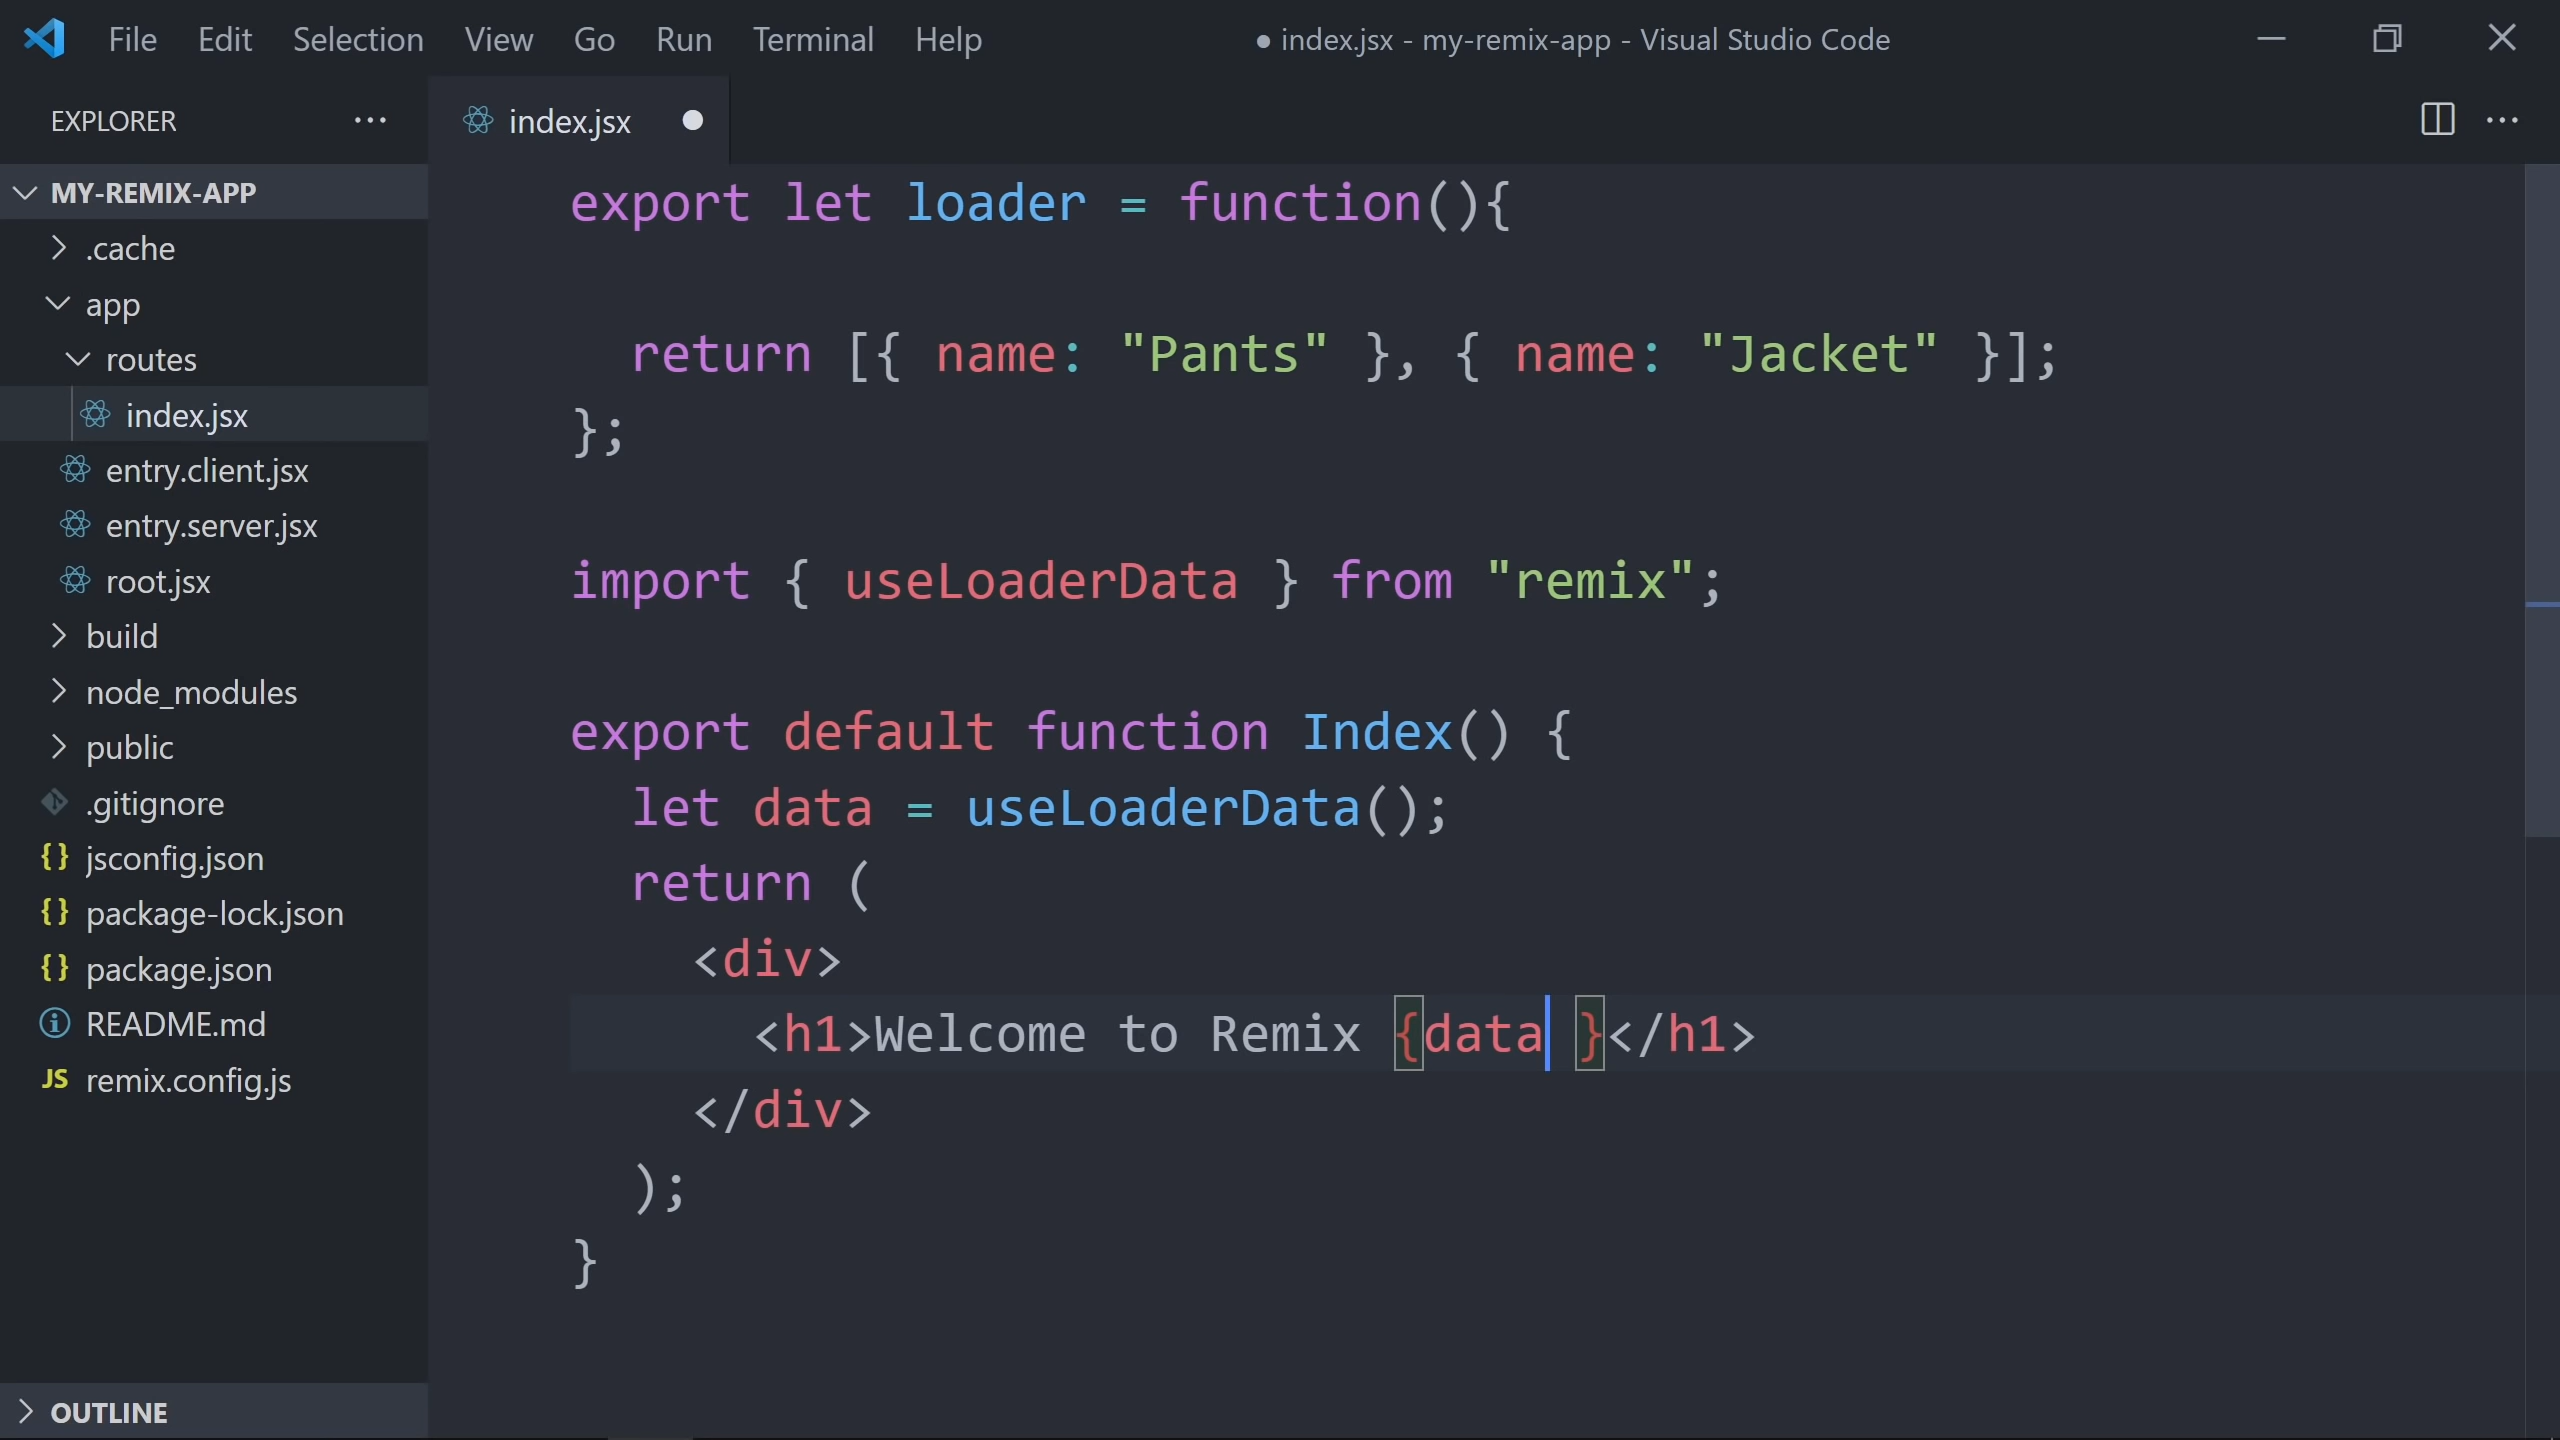 File Edit Selection View Go Run Terminal Help
● index.jsx - my-remix-app - Visual Studio Code
EXPLORER
MY-REMIX-APP
.cache
app
routes
index.jsx
entry.client.jsx
entry.server.jsx
root.jsx
build
node_modules
public
.gitignore
{} jsconfig.json
{} package-lock.json
{} package.json
README.md
JS remix.config.js
OUTLINE
index.jsx
export let loader = function(){
  return [{ name: "Pants" }, { name: "Jacket" }];
};
import { useLoaderData } from "remix";
export default function Index() {
  let data = useLoaderData();
  return (
    <div>
      <h1>Welcome to Remix {data }</h1>
    </div>
  );
}